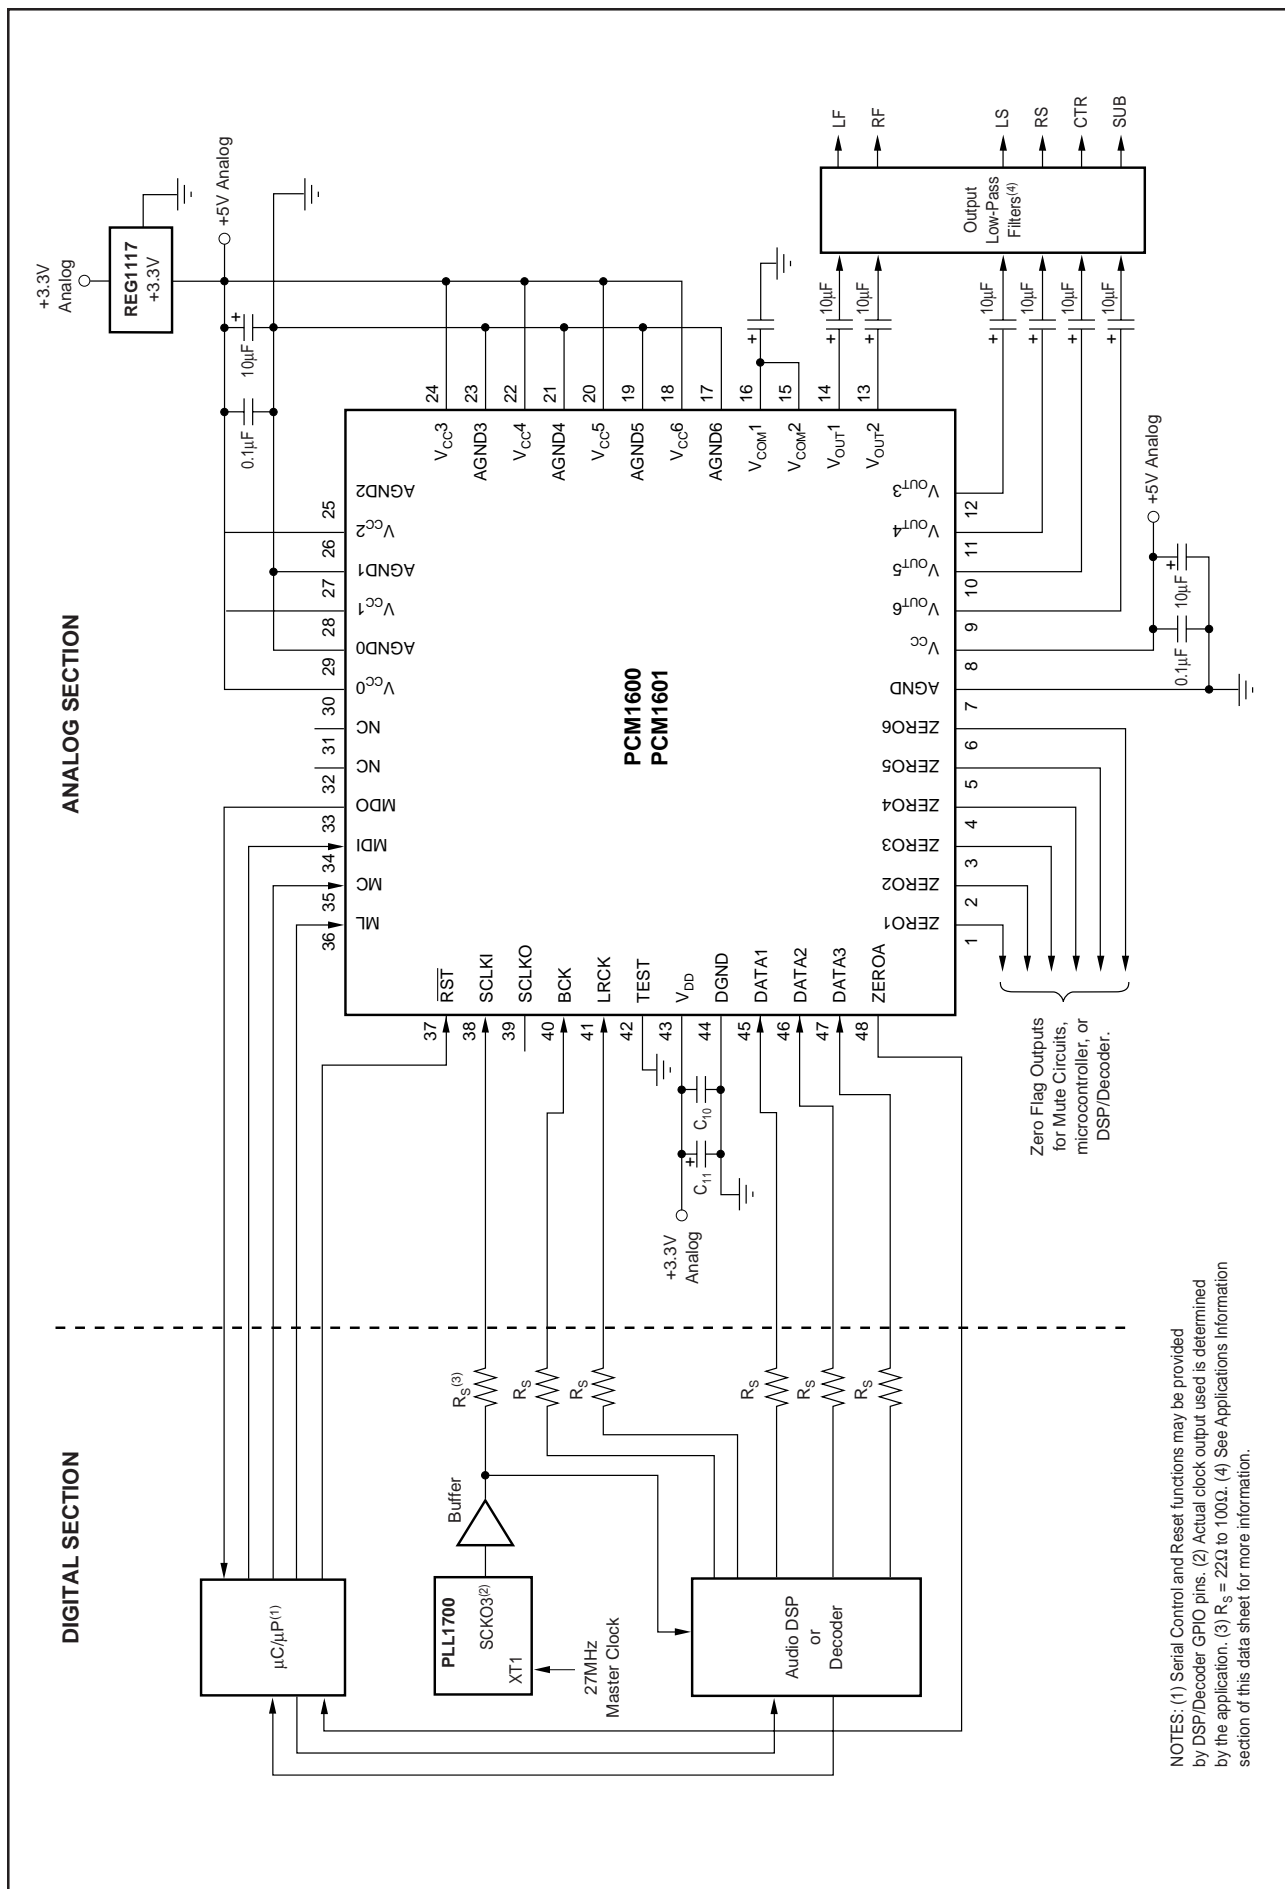 DIGITAL SECTION
ANALOG SECTION
μC/μP(1)
PLL1700
SCKO3(2)
XT1
27MHz
Master Clock
Buffer
Audio DSP
or
Decoder
RS(3)
RS
RS
RS
RS
RS
+3.3V
Analog
C11
+
C10
36
35
34
33
32
31
30
29
28
27
26
25
ML
MC
MDI
MDO
NC
NC
VCC0
AGND0
VCC1
AGND1
VCC2
AGND2
37
RST
38
SCLKI
39
SCLKO
40
BCK
41
LRCK
42
TEST
43
VDD
44
DGND
45
DATA1
46
DATA2
47
DATA3
48
ZEROA
PCM1600
PCM1601
VCC3
24
AGND3
23
VCC4
22
AGND4
21
VCC5
20
AGND5
19
VCC6
18
AGND6
17
VCOM1
16
VCOM2
15
VOUT1
14
VOUT2
13
ZERO1
ZERO2
ZERO3
ZERO4
ZERO5
ZERO6
AGND
VCC
VOUT6
VOUT5
VOUT4
VOUT3
1
2
3
4
5
6
7
8
9
10
11
12
0.1μF
10μF
+
+3.3V
Analog
REG1117
+3.3V
+5V Analog
+
+
10μF
+
10μF
+
10μF
+
10μF
+
10μF
+
10μF
Output
Low-Pass
Filters(4)
LF
RF
LS
RS
CTR
SUB
0.1μF
10μF
+
+5V Analog
Zero Flag Outputs
for Mute Circuits,
microcontroller, or
DSP/Decoder.
NOTES: (1) Serial Control and Reset functions may be provided
by DSP/Decoder GPIO pins. (2) Actual clock output used is determined
by the application. (3) RS = 22Ω to 100Ω. (4) See Applications Information
section of this data sheet for more information.